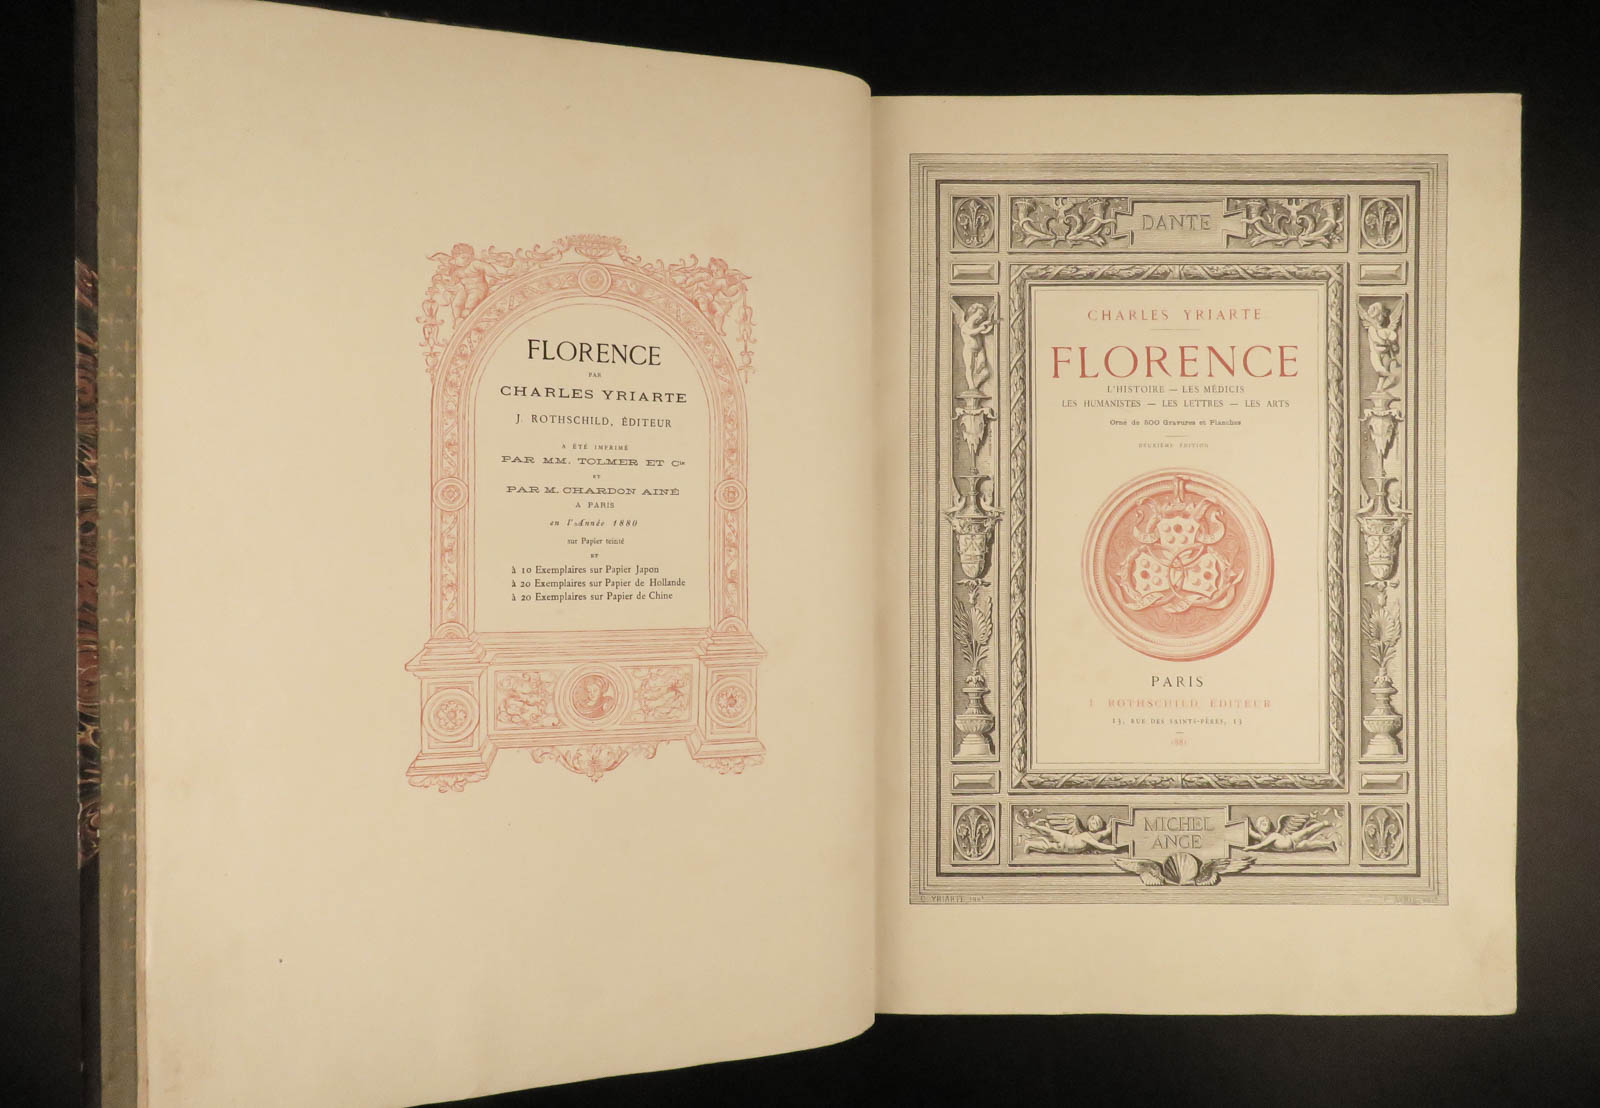 FLORENCE
PAR
CHARLES YRIARTE
J. ROTHSCHILD, ÉDITEUR
A ÉTÉ IMPRIMÉ
PAR MM. TOLMER ET Cie
ET
PAR M. CHARDON AINÉ
A PARIS
en l'Année 1880
sur Papier teinté
ET
à 10 Exemplaires sur Papier Japon
à 20 Exemplaires sur Papier de Hollande
à 20 Exemplaires sur Papier de Chine
DANTE
CHARLES YRIARTE
FLORENCE
L'HISTOIRE — LES MÉDICIS
LES HUMANISTES — LES LETTRES — LES ARTS
Orné de 500 Gravures et Planches
DEUXIÈME ÉDITION
PARIS
J. ROTHSCHILD, ÉDITEUR
13, RUE DES SAINTS-PÈRES, 13
1881
MICHEL
ANGE
C. YRIARTE